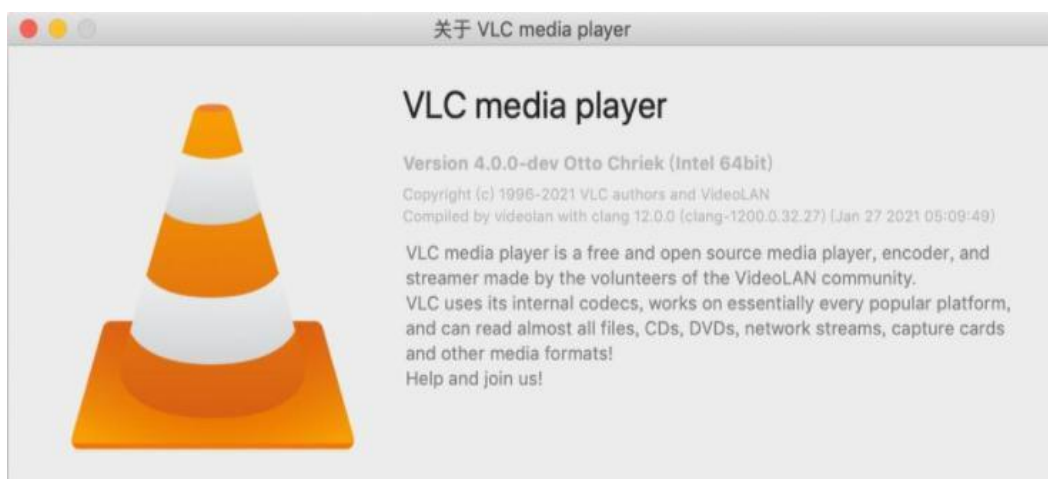 关于 VLC media player
VLC media player
Version 4.0.0-dev Otto Chriek (Intel 64bit)
Copyright (c) 1996-2021 VLC authors and VideoLAN
Compiled by videolan with clang 12.0.0 (clang-1200.0.32.27) (Jan 27 2021 05:09:49)
VLC media player is a free and open source media player, encoder, and
streamer made by the volunteers of the VideoLAN community.
VLC uses its internal codecs, works on essentially every popular platform,
and can read almost all files, CDs, DVDs, network streams, capture cards
and other media formats!
Help and join us!